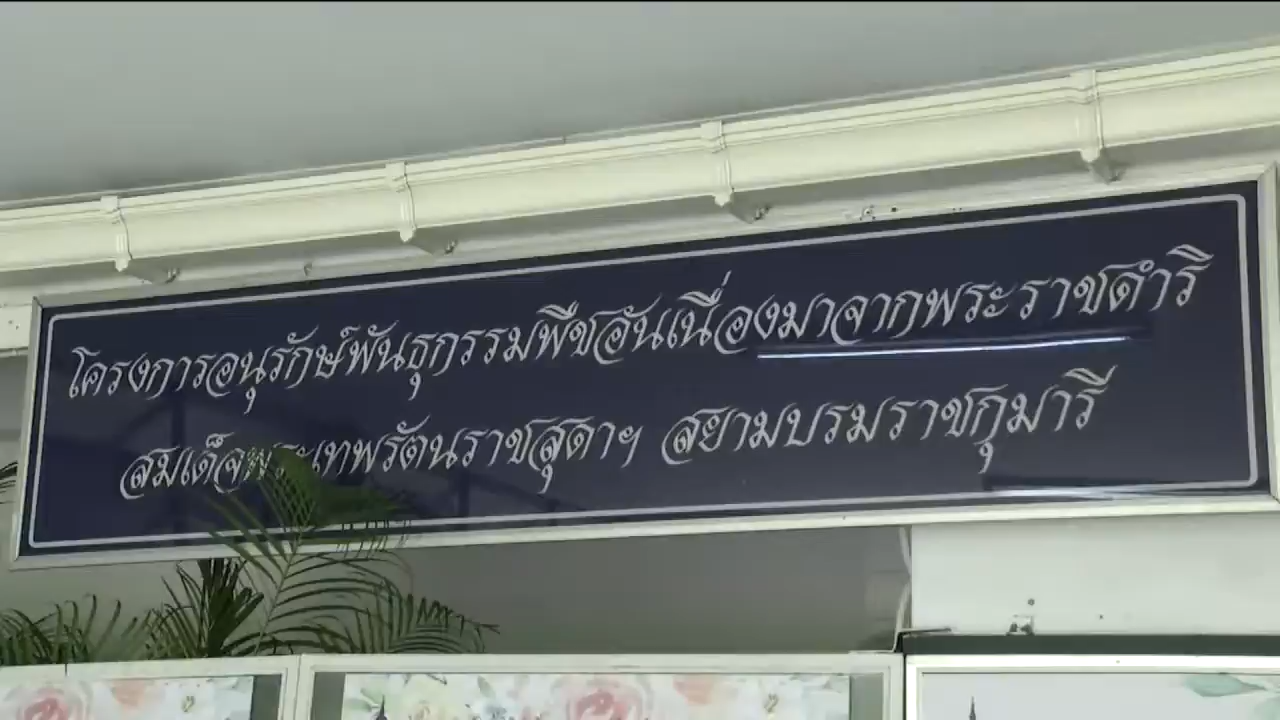 โครงการอนุรักษ์พันธุกรรมพืชอันเนื่องมาจากพระราชดำริ
สมเด็จพระเทพรัตนราชสุดาฯ สยามบรมราชกุมารี